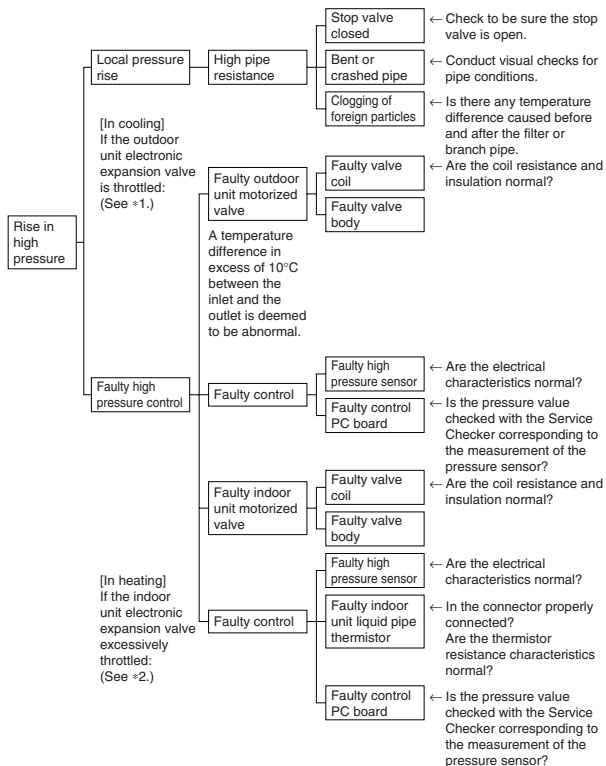 Stop valve
closed
← Check to be sure the stop
valve is open.
Local pressure
rise
High pipe
resistance
Bent or
crashed pipe
← Conduct visual checks for
pipe conditions.
Clogging of
foreign particles
← Is there any temperature
difference caused before
and after the filter or
branch pipe.
[In cooling]
If the outdoor
unit electronic
expansion valve
is throttled:
(See *1.)
Faulty outdoor
unit motorized
valve
Faulty valve
coil
← Are the coil resistance and
insulation normal?
Faulty valve
body
Rise in
high
pressure
A temperature
difference in
excess of 10°C
between the
inlet and the
outlet is deemed
to be abnormal.
Faulty high
pressure control
Faulty control
Faulty high
pressure sensor
← Are the electrical
characteristics normal?
Faulty control
PC board
← Is the pressure value
checked with the Service
Checker corresponding to
the measurement of the
pressure sensor?
Faulty indoor
unit motorized
valve
Faulty valve
coil
← Are the coil resistance and
insulation normal?
Faulty valve
body
[In heating]
If the indoor
unit electronic
expansion valve
excessively
throttled:
(See *2.)
Faulty control
Faulty high
pressure sensor
← Are the electrical
characteristics normal?
Faulty indoor
unit liquid pipe
thermistor
← In the connector properly
connected?
Are the thermistor
resistance characteristics
normal?
Faulty control
PC board
← Is the pressure value
checked with the Service
Checker corresponding to
the measurement of the
pressure sensor?